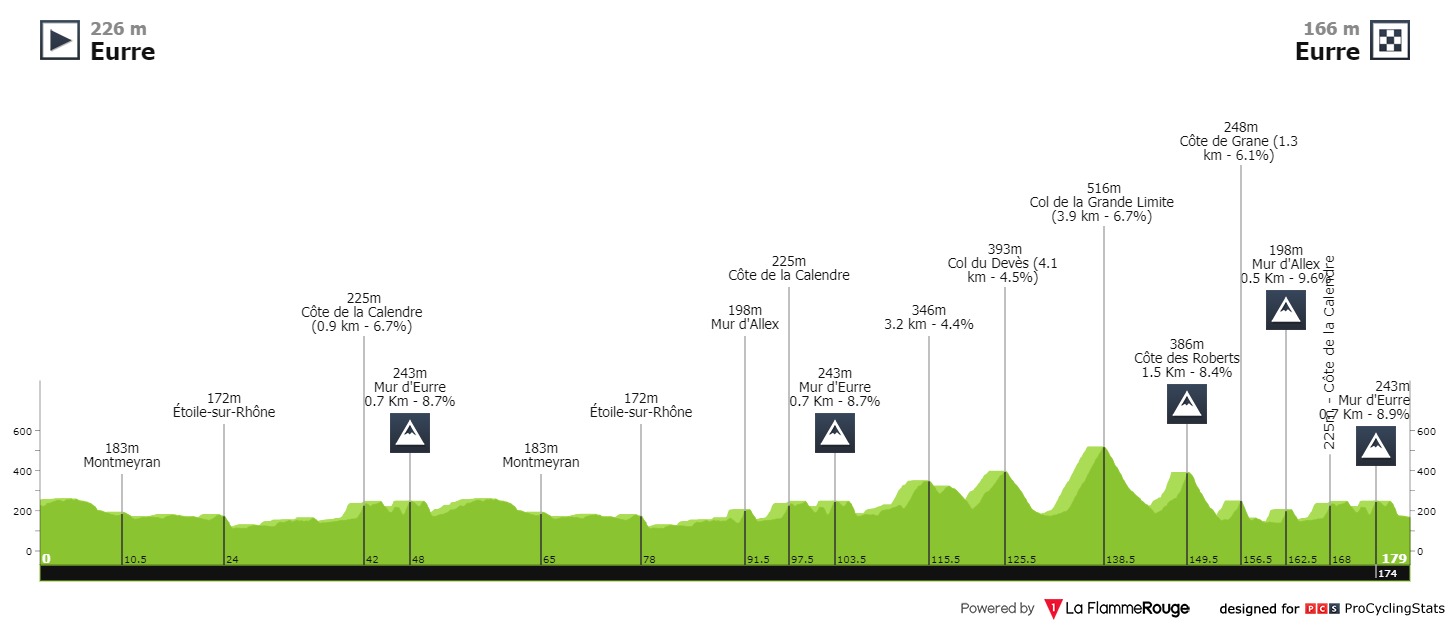 226 m
Eurre
166 m
Eurre
248m
Côte de Grane (1.3
km - 6.1%)
516m
Col de la Grande Limite
(3.9 km - 6.7%)
393m
Col du Devès (4.1
km - 4.5%)
198m
Mur d'Allex
0.5 Km - 9.6%
225m
Côte de la Calendre
225m
Côte de la Calendre
(0.9 km - 6.7%)
198m
Mur d'Allex
346m
3.2 km - 4.4%
225m - Côte de la Calendre
386m
Côte des Roberts
1.5 Km - 8.4%
243m
Mur d'Eurre
0.7 Km - 8.7%
243m
Mur d'Eurre
0.7 Km - 8.7%
243m
Mur d'Eurre
0.7 Km - 8.9%
172m
Étoile-sur-Rhône
172m
Étoile-sur-Rhône
183m
Montmeyran
183m
Montmeyran
600
400
200
0
600
400
200
0
0 10.5 24 42 48 65 78 91.5 97.5 103.5 115.5 125.5 138.5 149.5 156.5 162.5 168 179
174
Powered by 1 La FlammeRouge designed for PCS ProCyclingStats